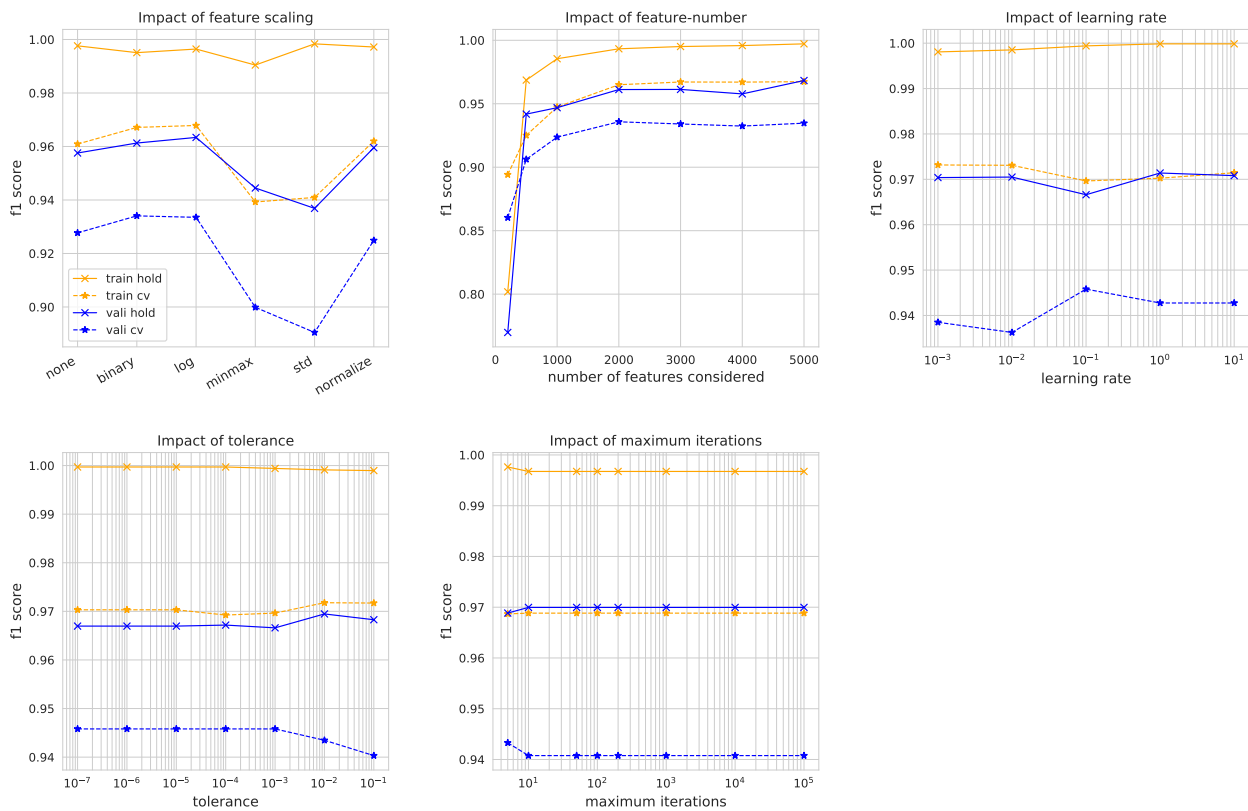 Impact of feature scaling
f1 score
1.00
0.98
0.96
0.94
0.92
0.90
train hold
train cv
vali hold
vali cv
none
binary
log
minmax
std
normalize
Impact of feature-number
f1 score
1.00
0.95
0.90
0.85
0.80
0
1000
2000
3000
4000
5000
number of features considered
Impact of learning rate
f1 score
1.00
0.99
0.98
0.97
0.96
0.95
0.94
10⁻³
10⁻²
10⁻¹
10⁰
10¹
learning rate
Impact of tolerance
f1 score
1.00
0.99
0.98
0.97
0.96
0.95
0.94
10⁻⁷
10⁻⁶
10⁻⁵
10⁻⁴
10⁻³
10⁻²
10⁻¹
tolerance
Impact of maximum iterations
f1 score
1.00
0.99
0.98
0.97
0.96
0.95
0.94
10¹
10²
10³
10⁴
10⁵
maximum iterations